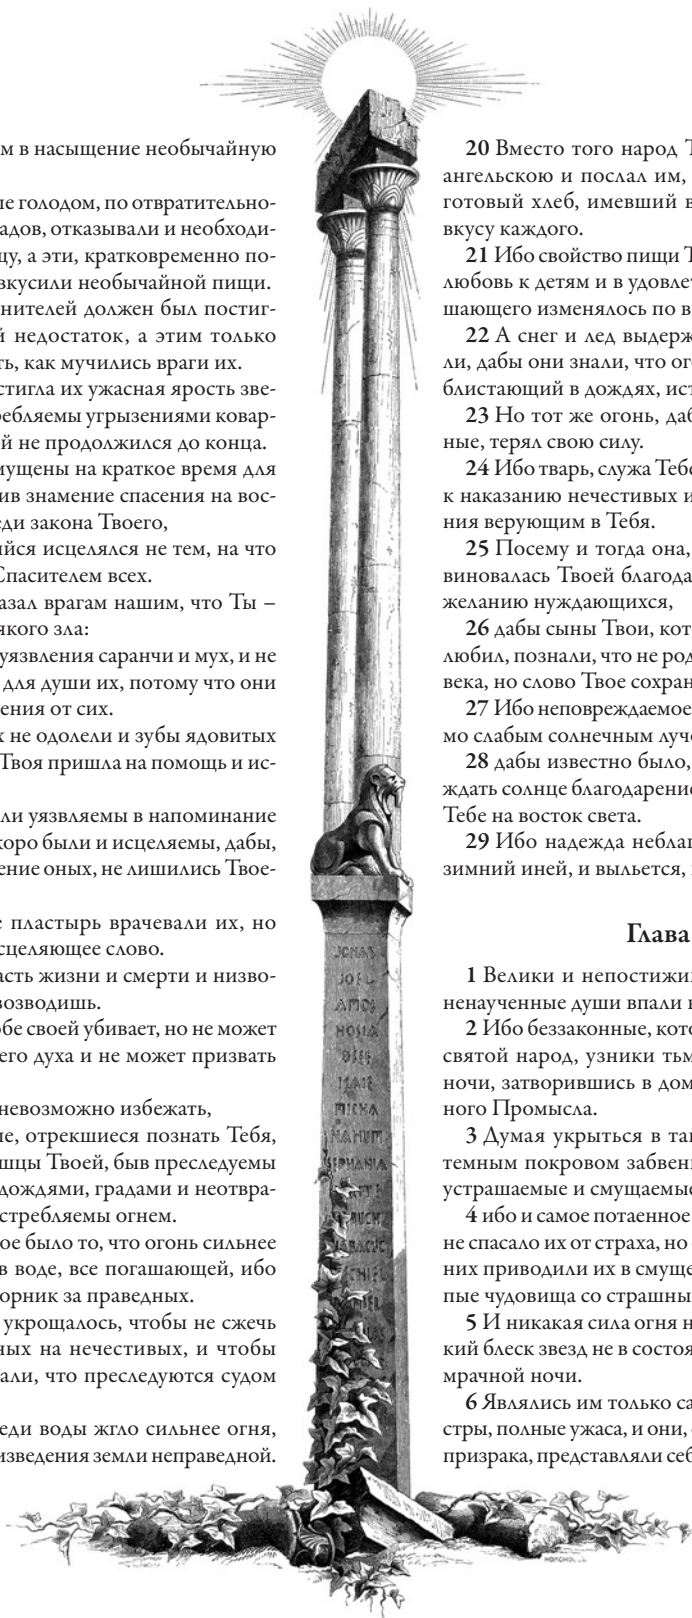 м в насыщение необычайную
ые голодом, по отвратительно-
адов, отказывали и необходи-
щу, а эти, кратковременно по-
вкусили необычайной пищи.
нителей должен был постиг-
й недостаток, а этим только
ть, как мучились враги их.
стигла их ужасная ярость зве-
ребляемы угрызениями ковар-
ой не продолжился до конца.
мущены на краткое время для
чив знамение спасения на вос-
еди закона Твоего,
йся исцелялся не тем, на что
Спасителем всех.
казал врагам нашим, что Ты –
якого зла:
уязвления саранчи и мух, и не
для души их, потому что они
ения от сих.
х не одолели и зубы ядовитых
Твоя пришла на помощь и ис-
ли уязвляемы в напоминание
коро были и исцеляемы, дабы,
ение оных, не лишились Твое-
е пластырь врачевали их, но
сцеляющее слово.
асть жизни и смерти и низво-
возводишь.
обе своей убивает, но не может
его духа и не может призвать
невозможно избежать,
ые, отрекшиеся познать Тебя,
шцы Твоей, быв преследуемы
дождями, градами и неотвра-
стребляемы огнем.
ое было то, что огонь сильнее
в воде, все погашающей, ибо
орник за праведных.
укрощалось, чтобы не сжечь
ных на нечестивых, и чтобы
али, что преследуются судом
еди воды жгло сильнее огня,
изведения земли неправедной.
JONAS
JOEL
AMOS
HOSIA
OSEE
ISAIE
MICHA
NAHUM
20 Вместо того народ Т
ангельскою и послал им,
готовый хлеб, имевший в
вкусу каждого.
21 Ибо свойство пищи Т
любовь к детям и в удовлет
шающего изменялось по в
22 А снег и лед выдерж
ли, дабы они знали, что ог
блистающий в дождях, ист
23 Но тот же огонь, даб
ные, терял свою силу.
24 Ибо тварь, служа Тебе
к наказанию нечестивых и
ния верующим в Тебя.
25 Посему и тогда она,
виновалась Твоей благода
желанию нуждающихся,
26 дабы сыны Твои, кот
любил, познали, что не род
века, но слово Твое сохран
27 Ибо неповреждаемое
мо слабым солнечным луч
28 дабы известно было,
ждать солнце благодарение
Тебе на восток света.
29 Ибо надежда неблаг
зимний иней, и выльется,
Глава
1 Велики и непостижи
ненаученные души впали
2 Ибо беззаконные, кото
святой народ, узники тьм
ночи, затворившись в дом
ного Промысла.
3 Думая укрыться в та
темным покровом забвен
устрашаемые и смущаемые
4 ибо и самое потаенное
не спасало их от страха, но
них приводили их в смуще
пые чудовища со страшны
5 И никакая сила огня н
кий блеск звезд не в состоя
мрачной ночи.
6 Являлись им только са
стры, полные ужаса, и они,
призрака, представляли себ